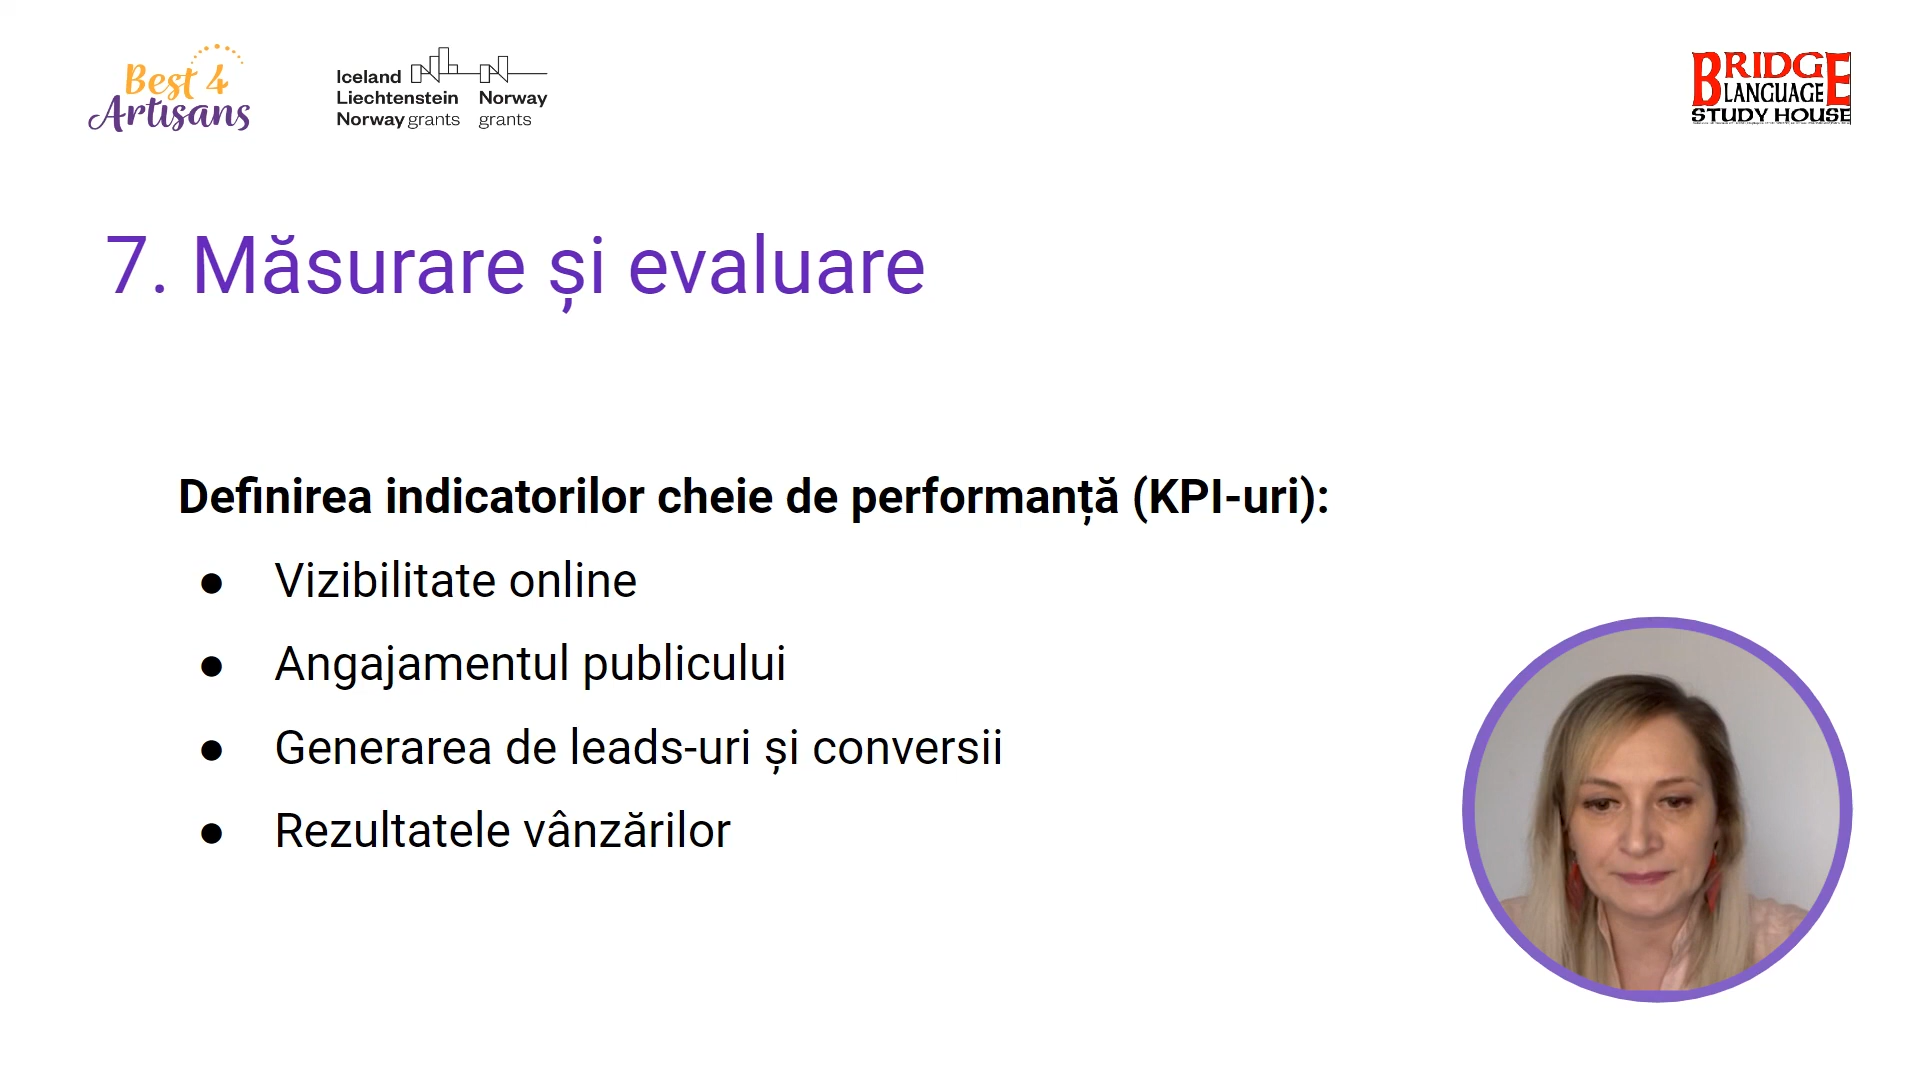 Best 4
Artisans
Iceland
Liechtenstein
Norway grants
Norway
grants
BRIDGE
LANGUAGE
STUDY HOUSE
7. Măsurare și evaluare
Definirea indicatorilor cheie de performanță (KPI-uri):
● Vizibilitate online
● Angajamentul publicului
● Generarea de leads-uri și conversii
● Rezultatele vânzărilor